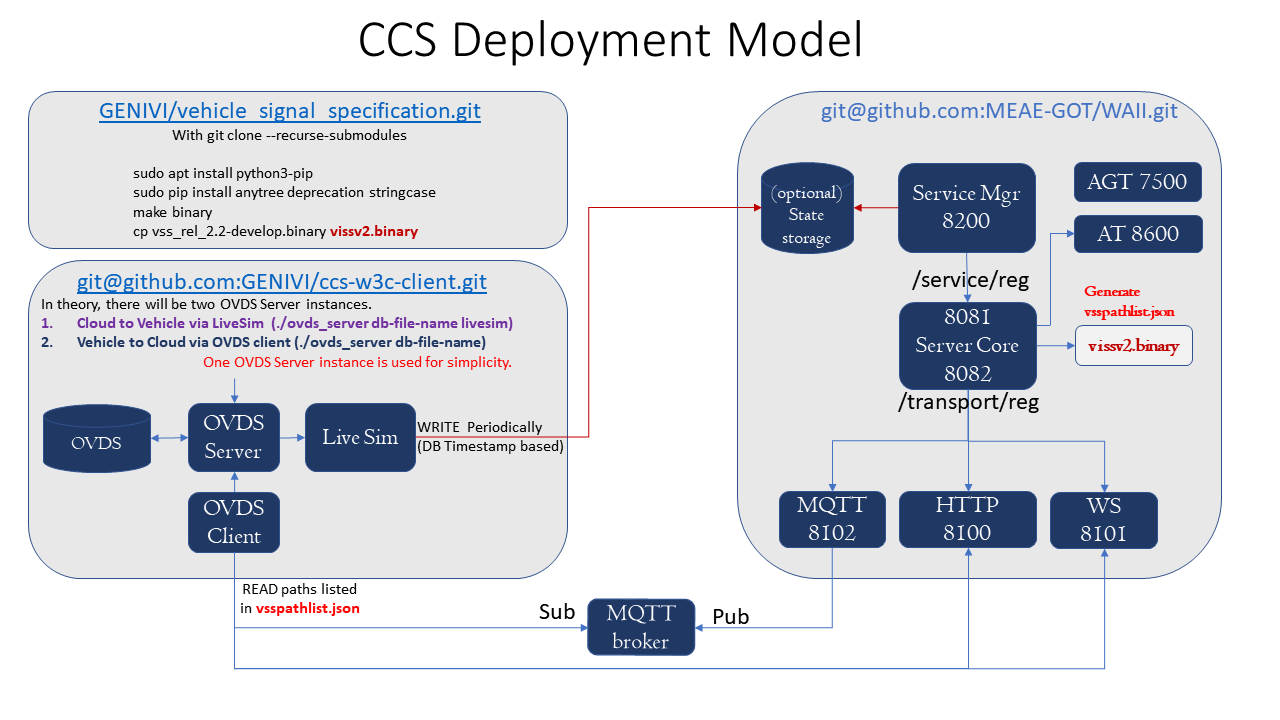 CCS Deployment Model
GENIVI/vehicle_signal_specification.git
With git clone --recurse-submodules
sudo apt install python3-pip
sudo pip install anytree deprecation stringcase
make binary
cp vss_rel_2.2-develop.binary vissv2.binary
git@github.com:GENIVI/ccs-w3c-client.git
In theory, there will be two OVDS Server instances.
1. Cloud to Vehicle via LiveSim (./ovds_server db-file-name livesim)
2. Vehicle to Cloud via OVDS client (./ovds_server db-file-name)
One OVDS Server instance is used for simplicity.
OVDS
OVDS
Server
Live Sim
WRITE Periodically
(DB Timestamp based)
OVDS
Client
READ paths listed
in vsspathlist.json
Sub
MQTT
broker
Pub
git@github.com:MEAE-GOT/WAII.git
(optional)
State
storage
Service Mgr
8200
AGT 7500
AT 8600
/service/reg
Generate
vsspathlist.json
8081
Server Core
8082
vissv2.binary
/transport/reg
MQTT
8102
HTTP
8100
WS
8101